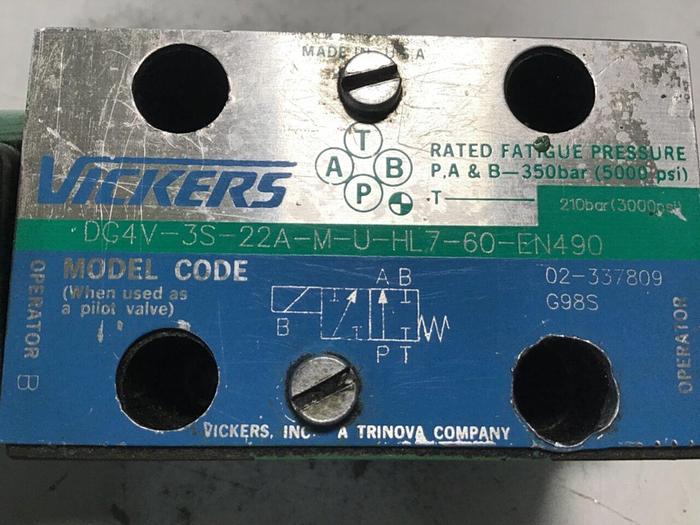 MADE IN U.S.A
VICKERS
T
A B
P
RATED FATIGUE PRESSURE
P.A & B—350bar (5000 psi)
T
210bar (3000psi)
DG4V-3S-22A-M-U-HL7-60-EN490
OPERATOR B
MODEL CODE
(When used as
a pilot valve)
A B
B
P T
02-337809
G98S
OPERATOR
VICKERS, INC. A TRINOVA COMPANY